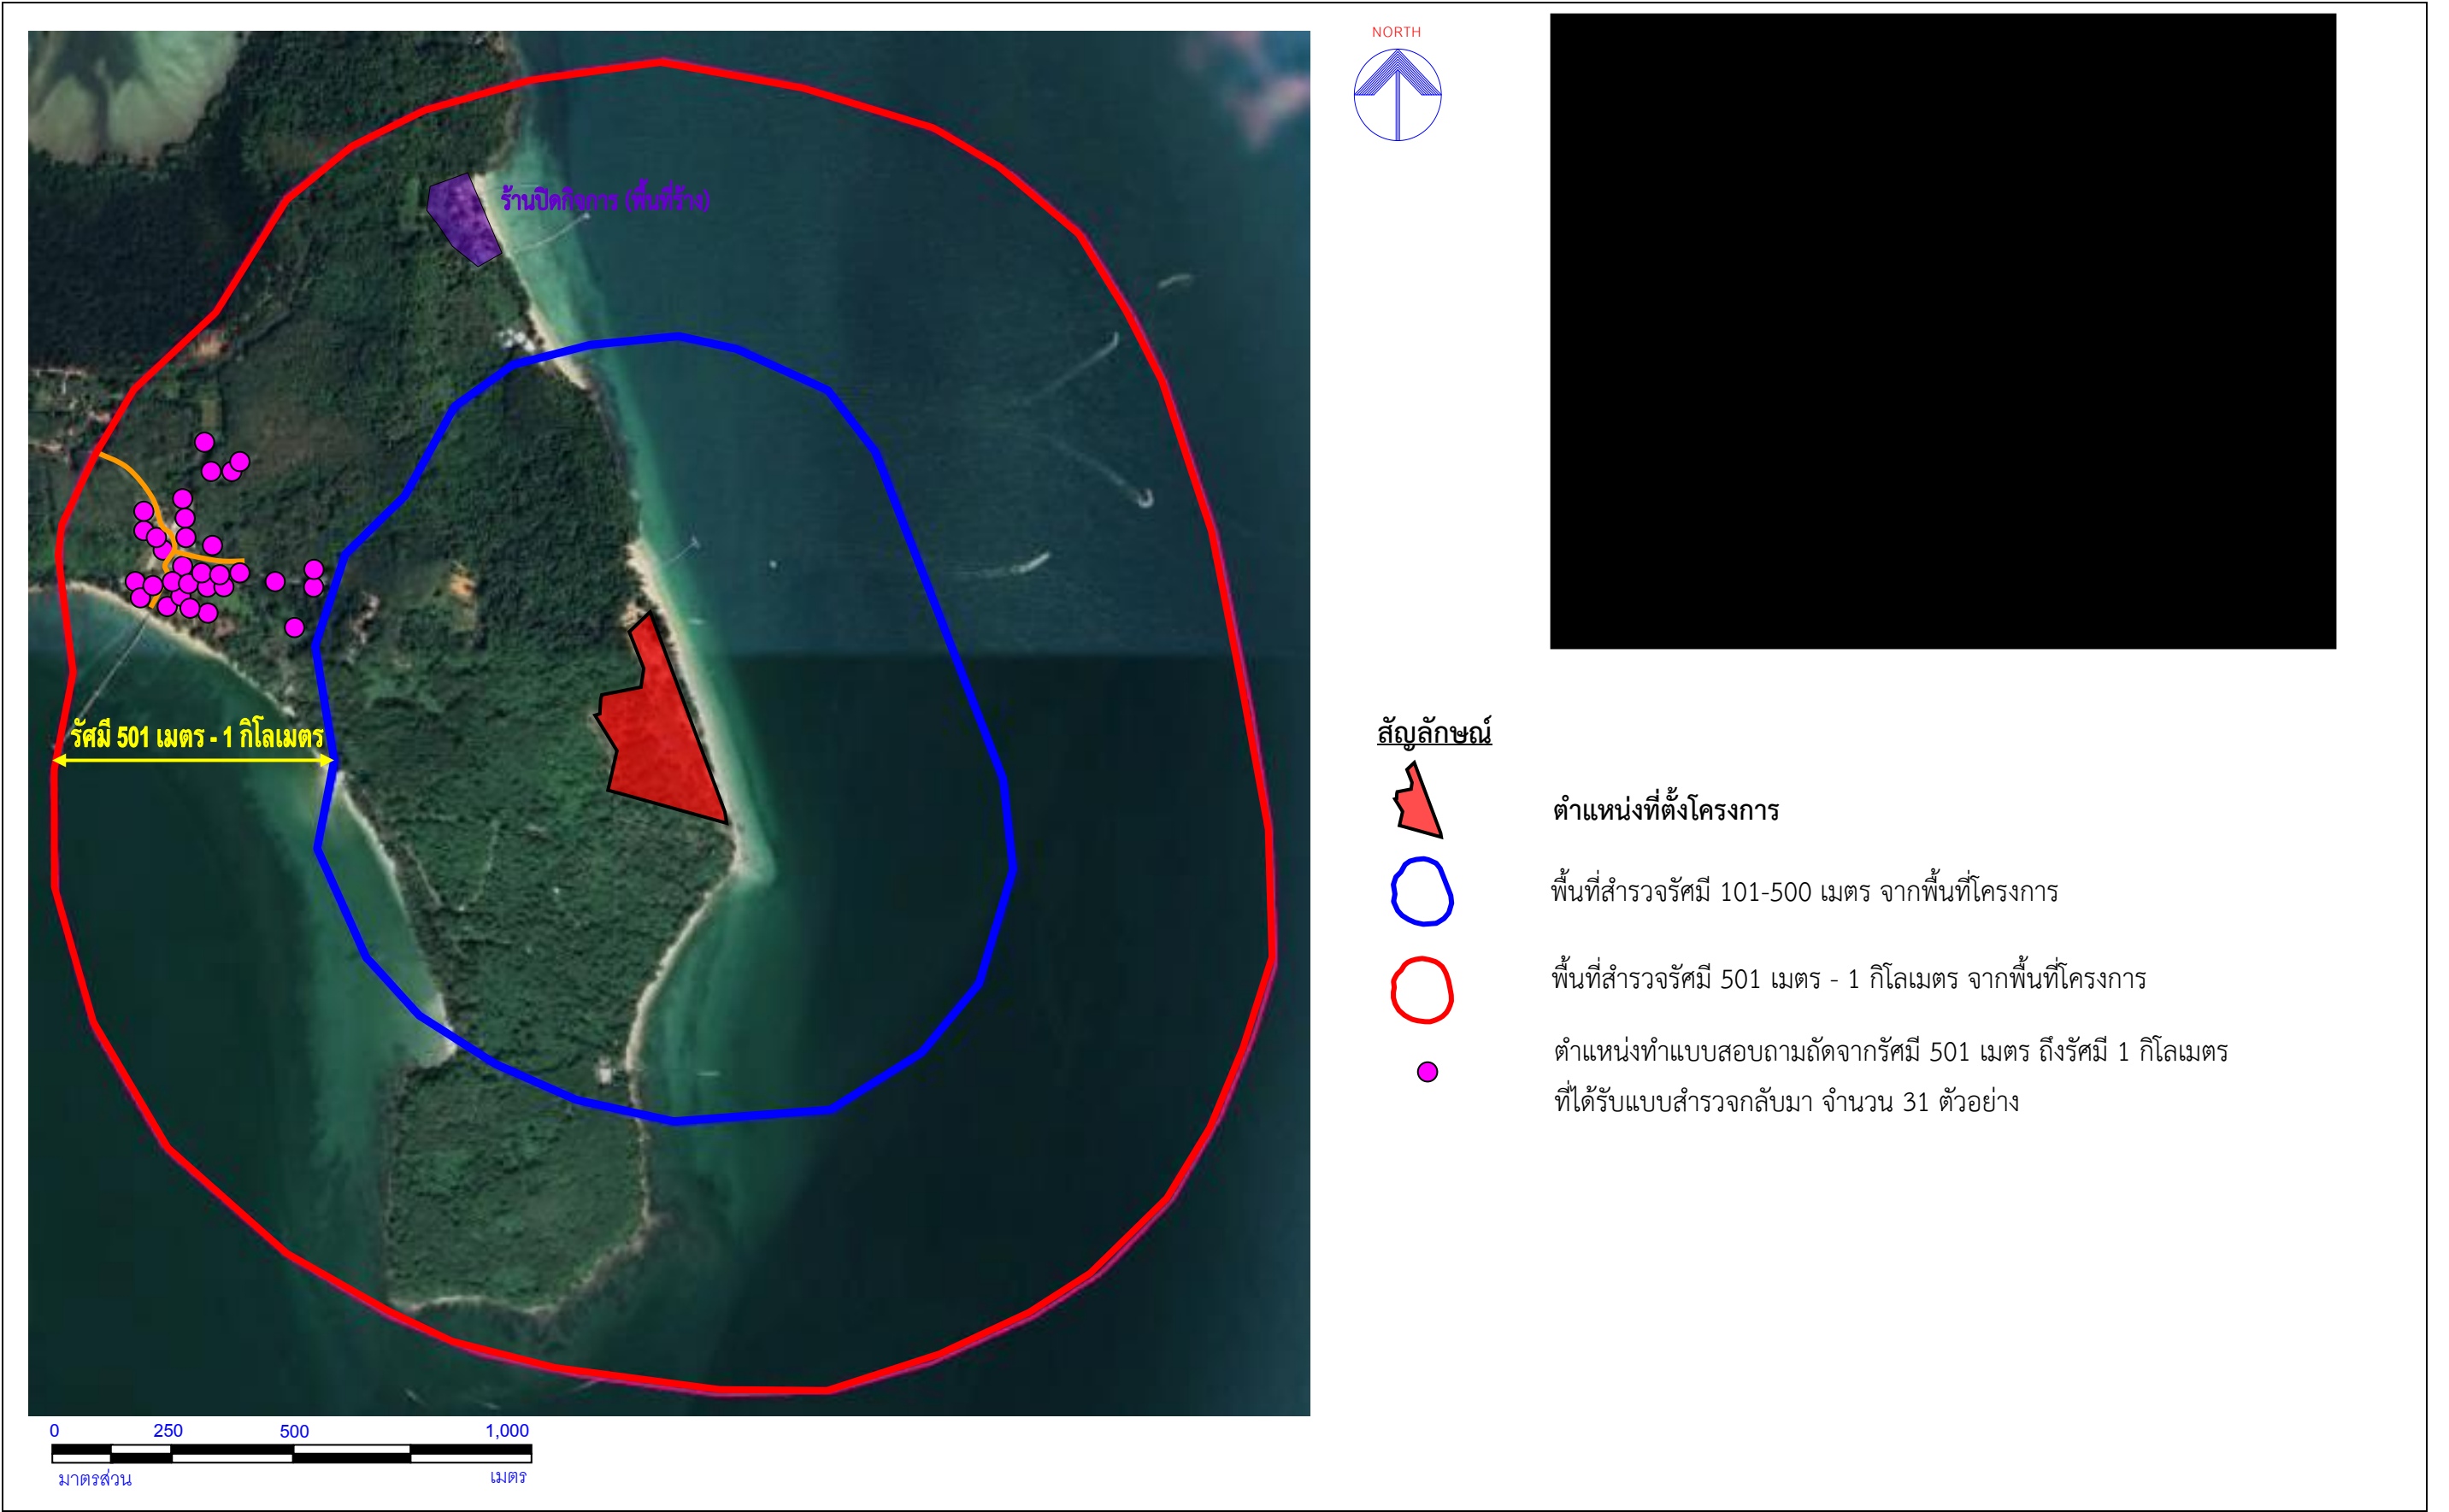 NORTH
ร้านปิดกิจการ (พื้นที่ร้าง)
รัศมี 501 เมตร - 1 กิโลเมตร
สัญลักษณ์
ตำแหน่งที่ตั้งโครงการ
พื้นที่สำรวจรัศมี 101-500 เมตร จากพื้นที่โครงการ
พื้นที่สำรวจรัศมี 501 เมตร - 1 กิโลเมตร จากพื้นที่โครงการ
ตำแหน่งทำแบบสอบถามถัดจากรัศมี 501 เมตร ถึงรัศมี 1 กิโลเมตร
ที่ได้รับแบบสำรวจกลับมา จำนวน 31 ตัวอย่าง
0 250 500 1,000
มาตรส่วน เมตร